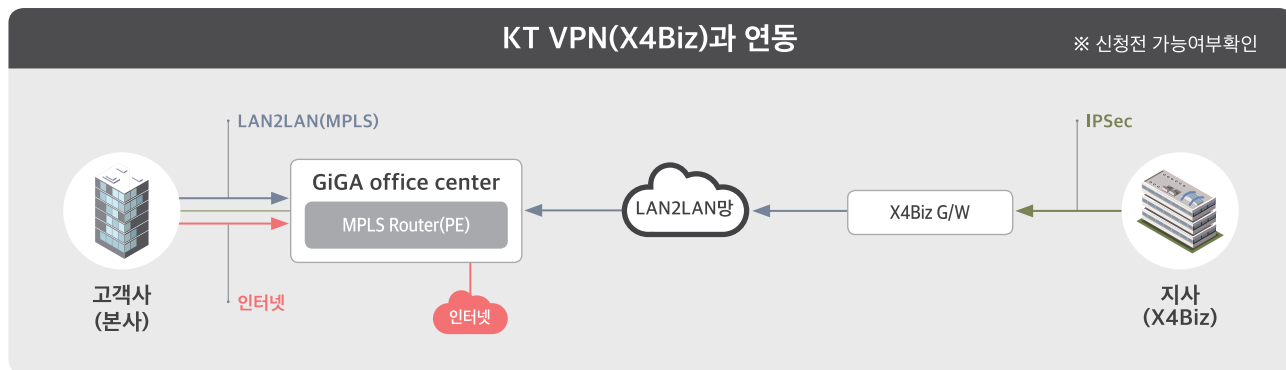 KT VPN(X4Biz)과 연동
※ 신청전 가능여부확인
LAN2LAN(MPLS)
IPSec
GiGA office center
MPLS Router(PE)
LAN2LAN망
X4Biz G/W
인터넷
인터넷
고객사
(본사)
지사
(X4Biz)